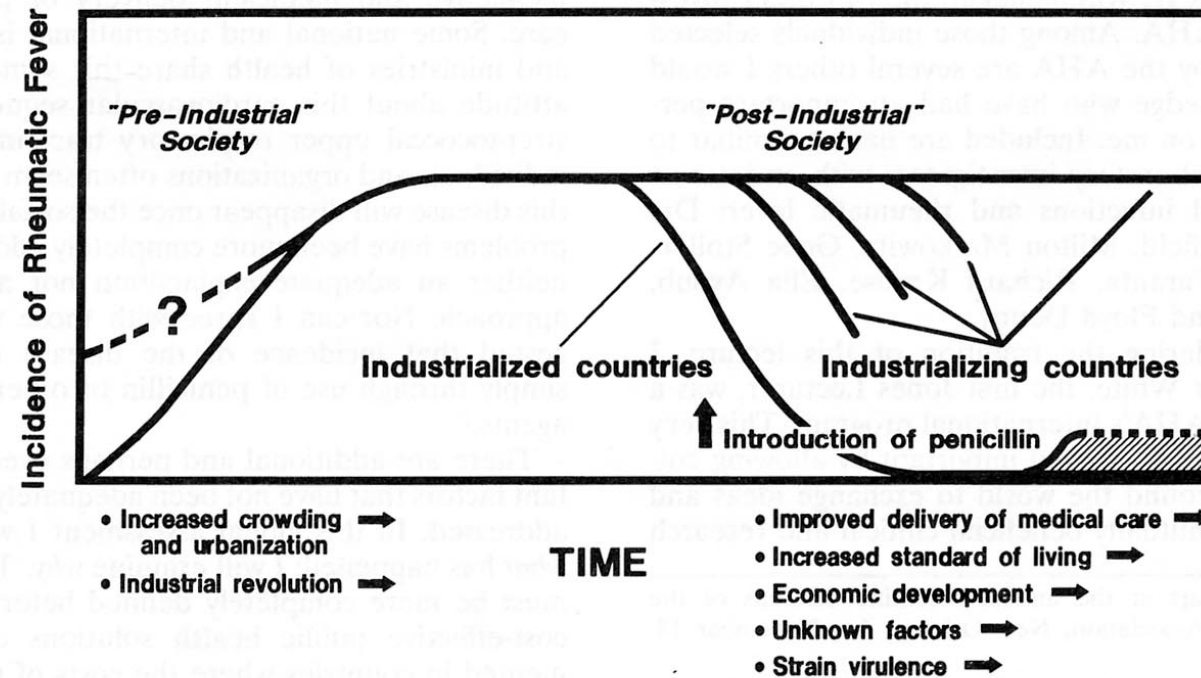 Incidence of Rheumatic Fever
Pre-Industrial
Society
Post-Industrial
Society
?
Industrialized countries
Industrializing countries
Introduction of penicillin
• Increased crowding →
and urbanization
• Industrial revolution →
TIME
• Improved delivery of medical care →
• Increased standard of living →
• Economic development →
• Unknown factors →
• Strain virulence →